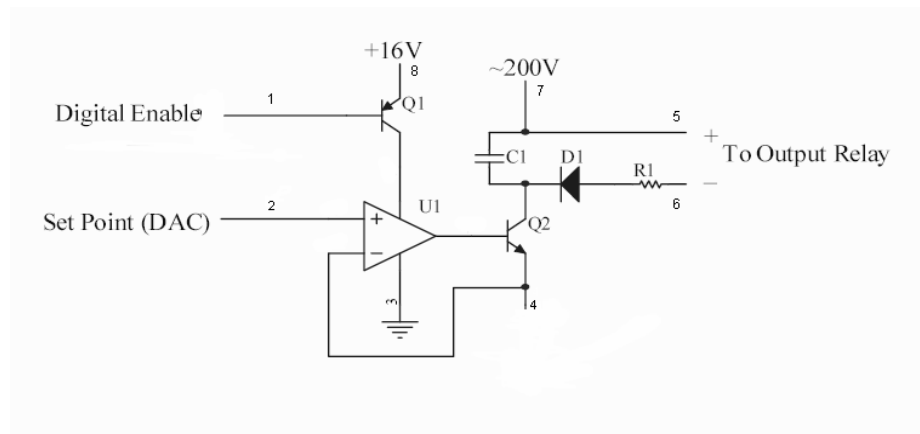 +16V
8
~200V
7
Digital Enable
1
Q1
5
+
C1
D1
R1
To Output Relay
−
6
Set Point (DAC)
2
U1
+
−
Q2
3
4